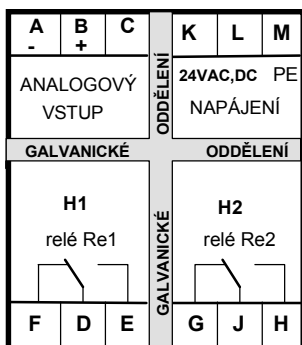 A B C K L M
- +
ANALOGOVÝ
VSTUP
ODDĚLENÍ
24VAC,DC PE
NAPÁJENÍ
GALVANICKÉ ODDĚLENÍ
H1
relé Re1
GALVANICKÉ
H2
relé Re2
F D E G J H